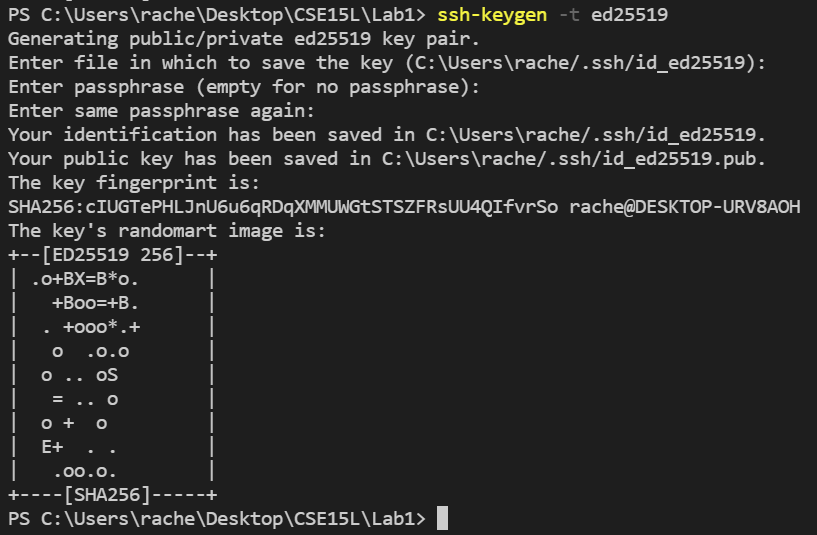 PS C:\Users\rache\Desktop\CSE15L\Lab1> ssh-keygen -t ed25519
Generating public/private ed25519 key pair.
Enter file in which to save the key (C:\Users\rache/.ssh/id_ed25519):
Enter passphrase (empty for no passphrase):
Enter same passphrase again:
Your identification has been saved in C:\Users\rache/.ssh/id_ed25519.
Your public key has been saved in C:\Users\rache/.ssh/id_ed25519.pub.
The key fingerprint is:
SHA256:cIUGTePHLJnU6u6qRDqXMMUWGtSTSZFRsUU4QIfvrSo rache@DESKTOP-URV8AOH
The key's randomart image is:
+--[ED25519 256]--+
| .o+BX=B*o.      |
|   +Boo=+B.      |
|  . +ooo*.+      |
|   o  .o.o       |
|  o .. oS        |
|   = .. o        |
|  o +  o         |
|  E+  . .        |
|   .oo.o.        |
+----[SHA256]-----+
PS C:\Users\rache\Desktop\CSE15L\Lab1>